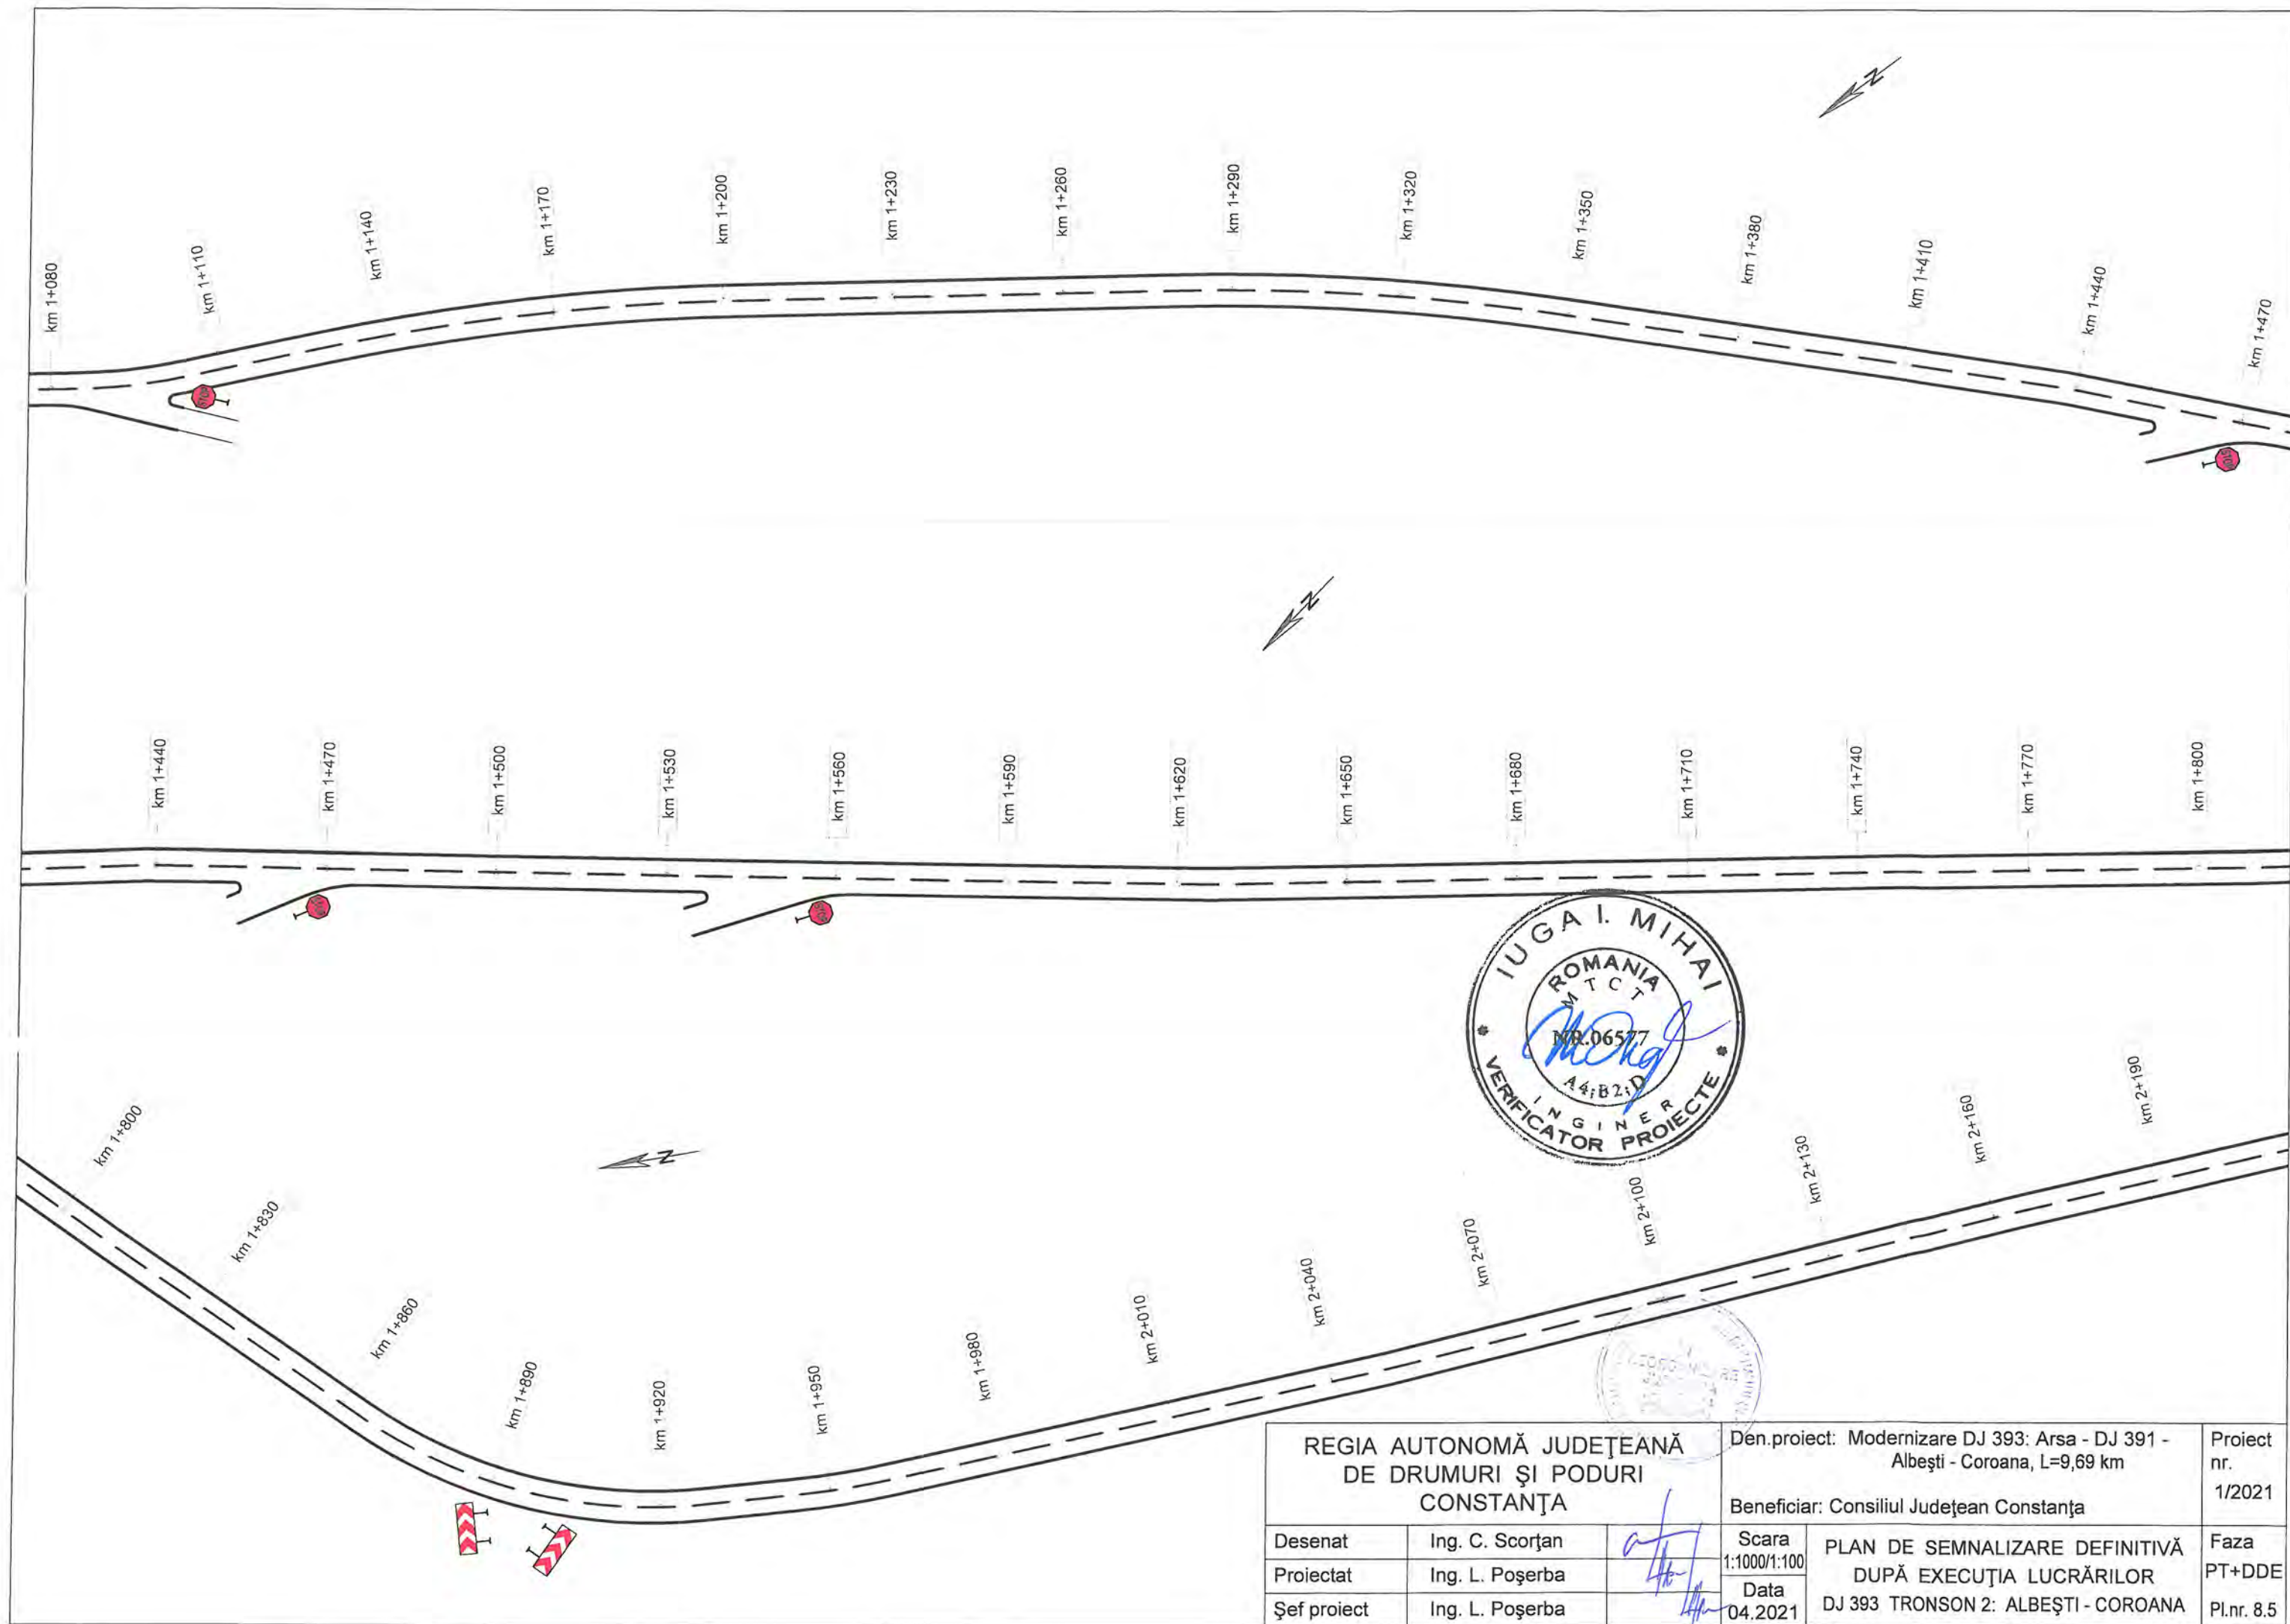 km 1+080
km 1+110
km 1+140
km 1+170
km 1+200
km 1+230
km 1+260
km 1+290
km 1+320
km 1+350
km 1+380
km 1+410
km 1+440
km 1+470
N
STOP
STOP
N
km 1+440
km 1+470
km 1+500
km 1+530
km 1+560
km 1+590
km 1+620
km 1+650
km 1+680
km 1+710
km 1+740
km 1+770
km 1+800
STOP
STOP
IUGA I. MIHAI
ROMANIA
M T C T
NR.06577
A4;B2;D
INGINER
* VERIFICATOR PROIECTE *
N
km 1+800
km 1+830
km 1+860
km 1+890
km 1+920
km 1+950
km 1+980
km 2+010
km 2+040
km 2+070
km 2+100
km 2+130
km 2+160
km 2+190
REGIA AUTONOMĂ JUDEŢEANĂ
DE DRUMURI ŞI PODURI
CONSTANŢA
Den.proiect: Modernizare DJ 393: Arsa - DJ 391 -
Albeşti - Coroana, L=9,69 km
Beneficiar: Consiliul Judeţean Constanţa
Proiect
nr.
1/2021
Desenat Ing. C. Scorţan
Proiectat Ing. L. Poşerba
Şef proiect Ing. L. Poşerba
Scara
1:1000/1:100
Data
04.2021
PLAN DE SEMNALIZARE DEFINITIVĂ
DUPĂ EXECUŢIA LUCRĂRILOR
DJ 393 TRONSON 2: ALBEŞTI - COROANA
Faza
PT+DDE
Pl.nr. 8.5